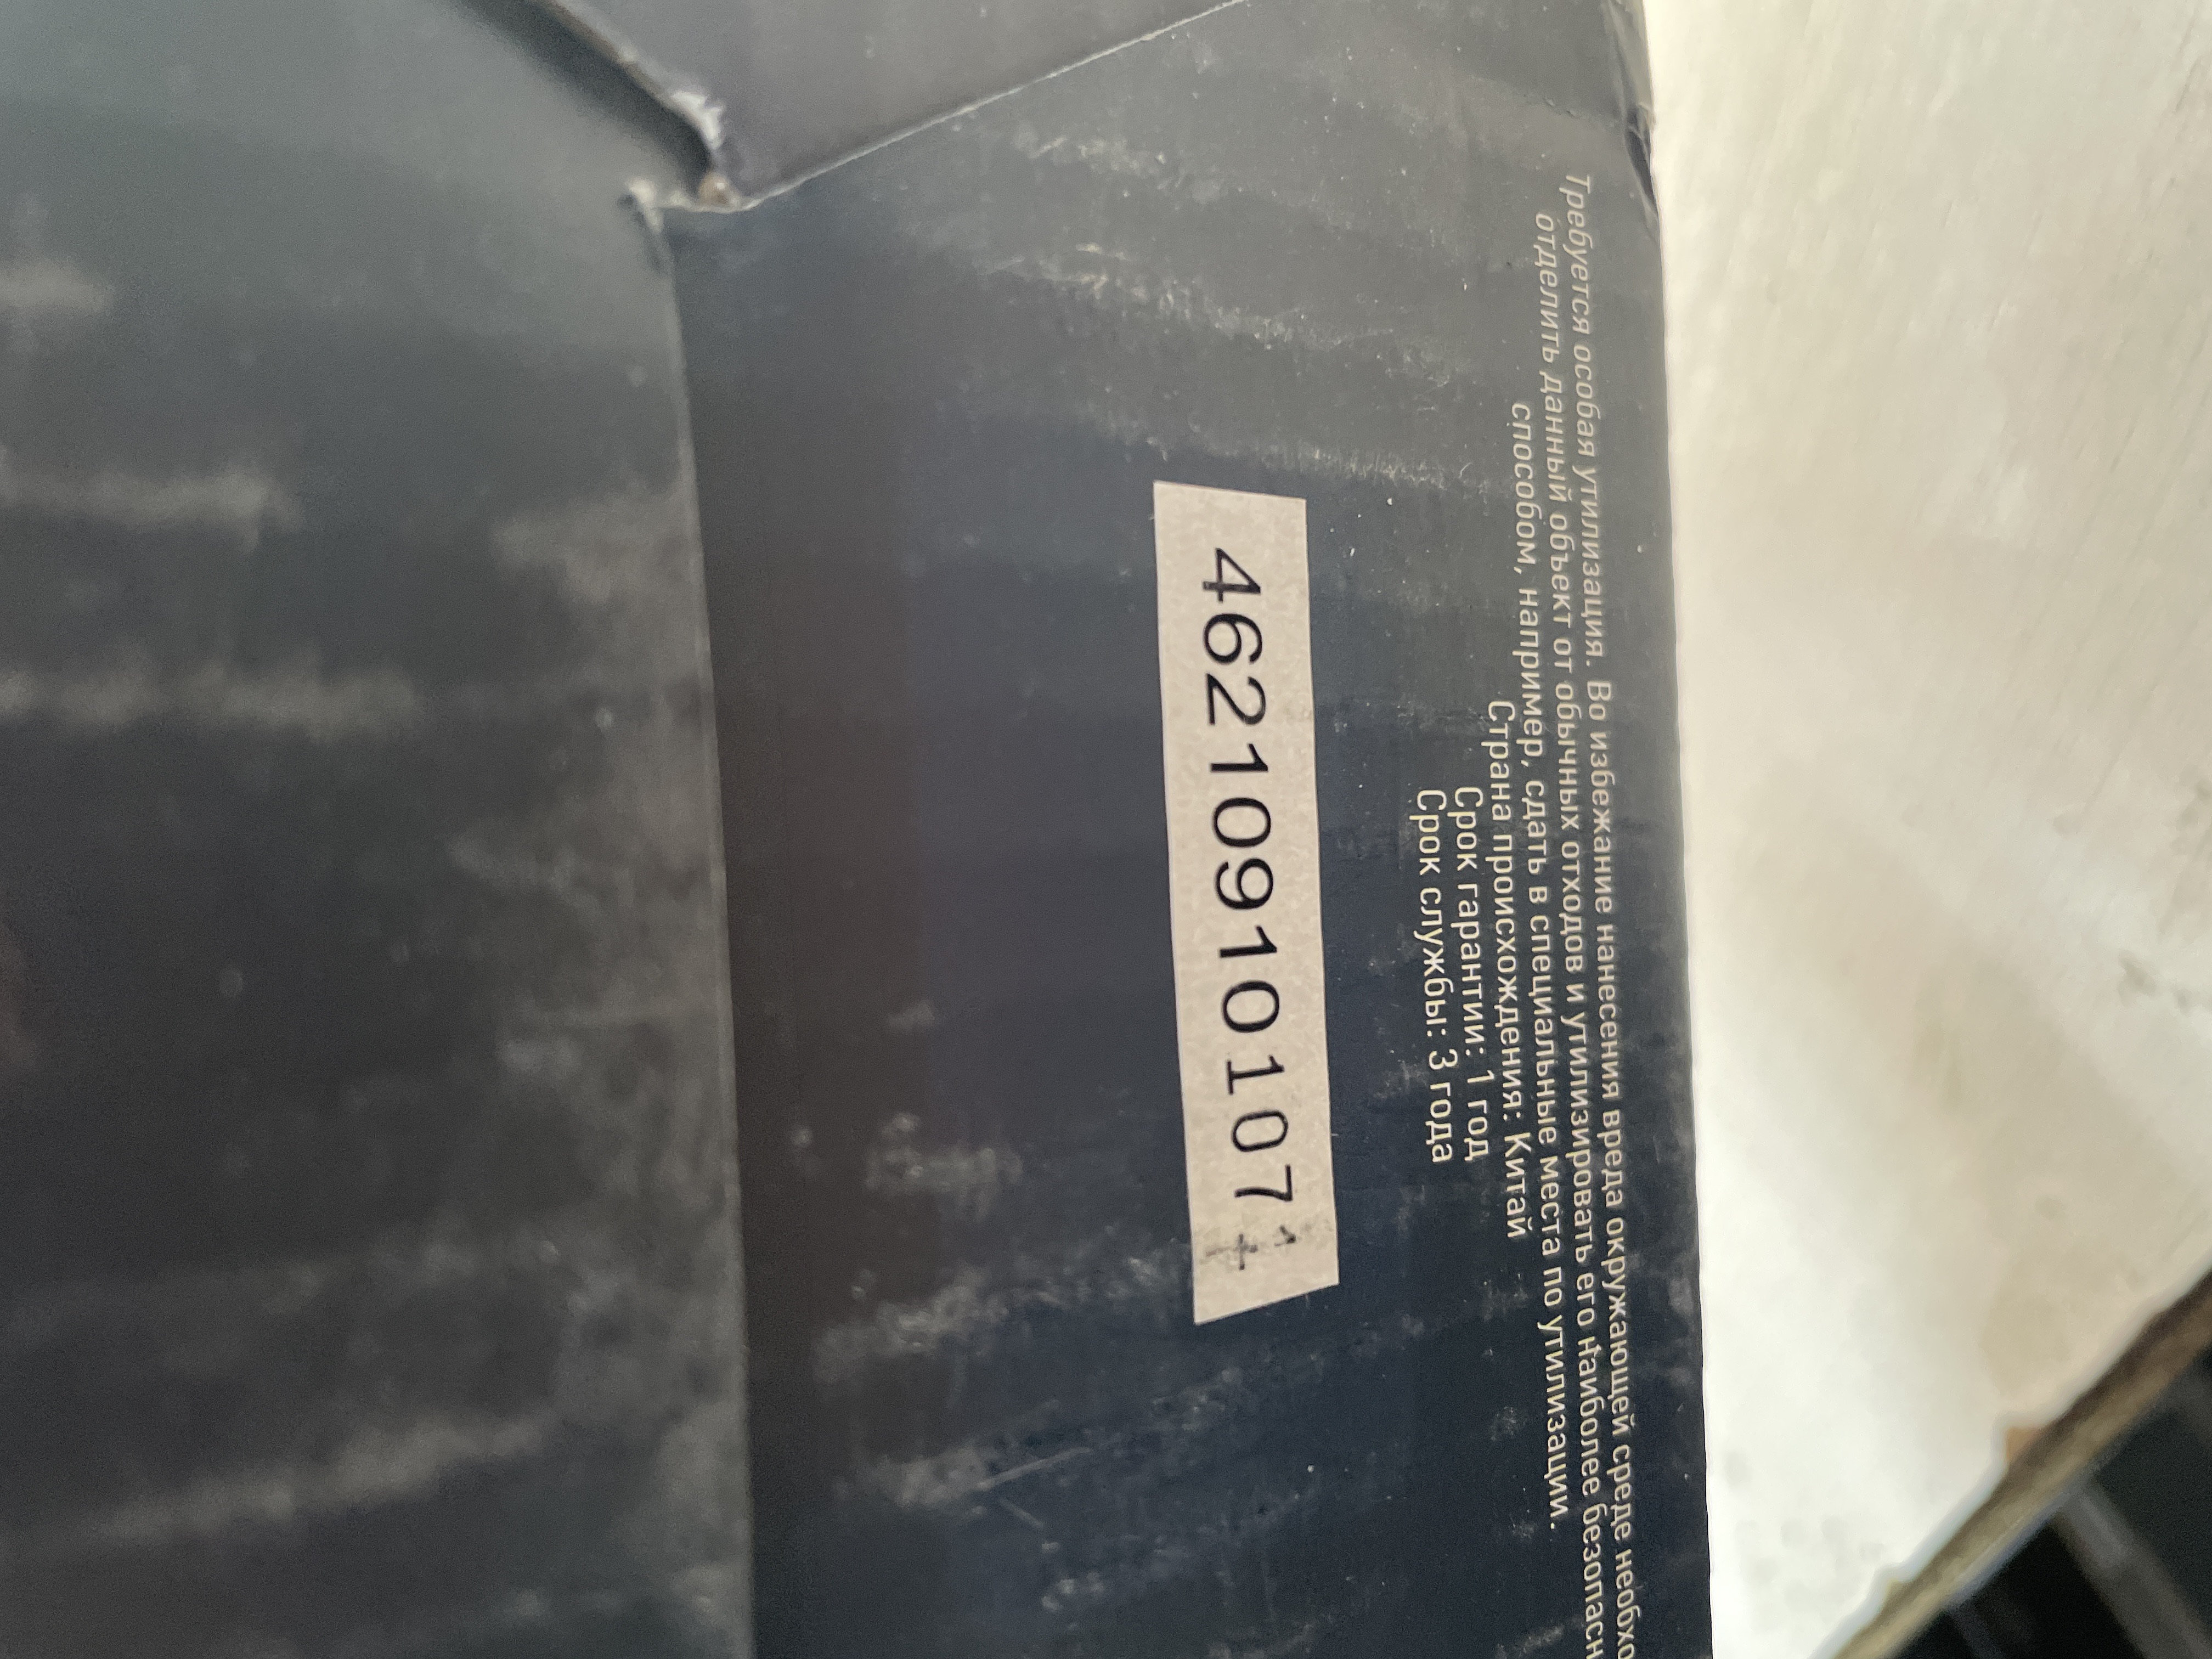 Требуется особая утилизация. Во избежание нанесения вреда окружающей среде необхо
отделить данный объект от обычных отходов и утилизировать его наиболее безопасн
способом, например, сдать в специальные места по утилизации.
Страна происхождения: Китай
Срок гарантии: 1 год
Срок службы: 3 года
46210910107